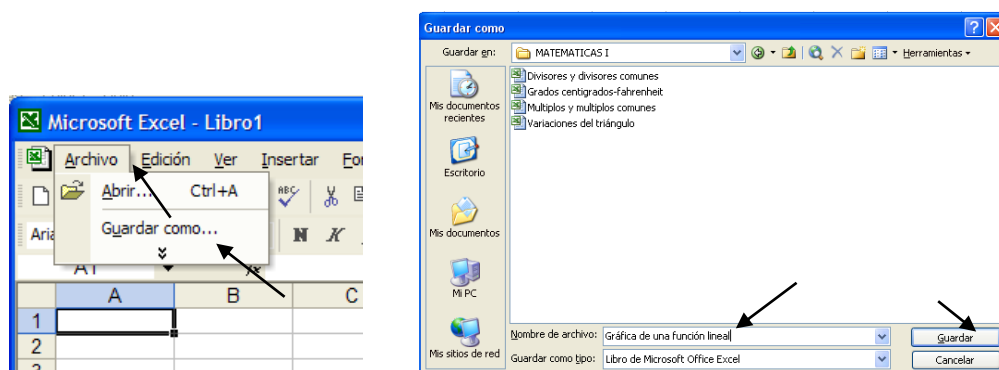 Microsoft Excel - Libro1
Archivo Edición Ver Insertar
Abrir... Ctrl+A
ABC
Guardar como...
N K
A1
A B C
1
2
Guardar como
Guardar en: MATEMATICAS I Herramientas
Divisores y divisores comunes
Grados centigrados-fahrenheit
Multiplos y multiplos comunes
Variaciones del triángulo
Mis documentos
recientes
Escritorio
Mis documentos
Mi PC
Mis sitios de red
Nombre de archivo: Gráfica de una función lineal Guardar
Guardar como tipo: Libro de Microsoft Office Excel Cancelar